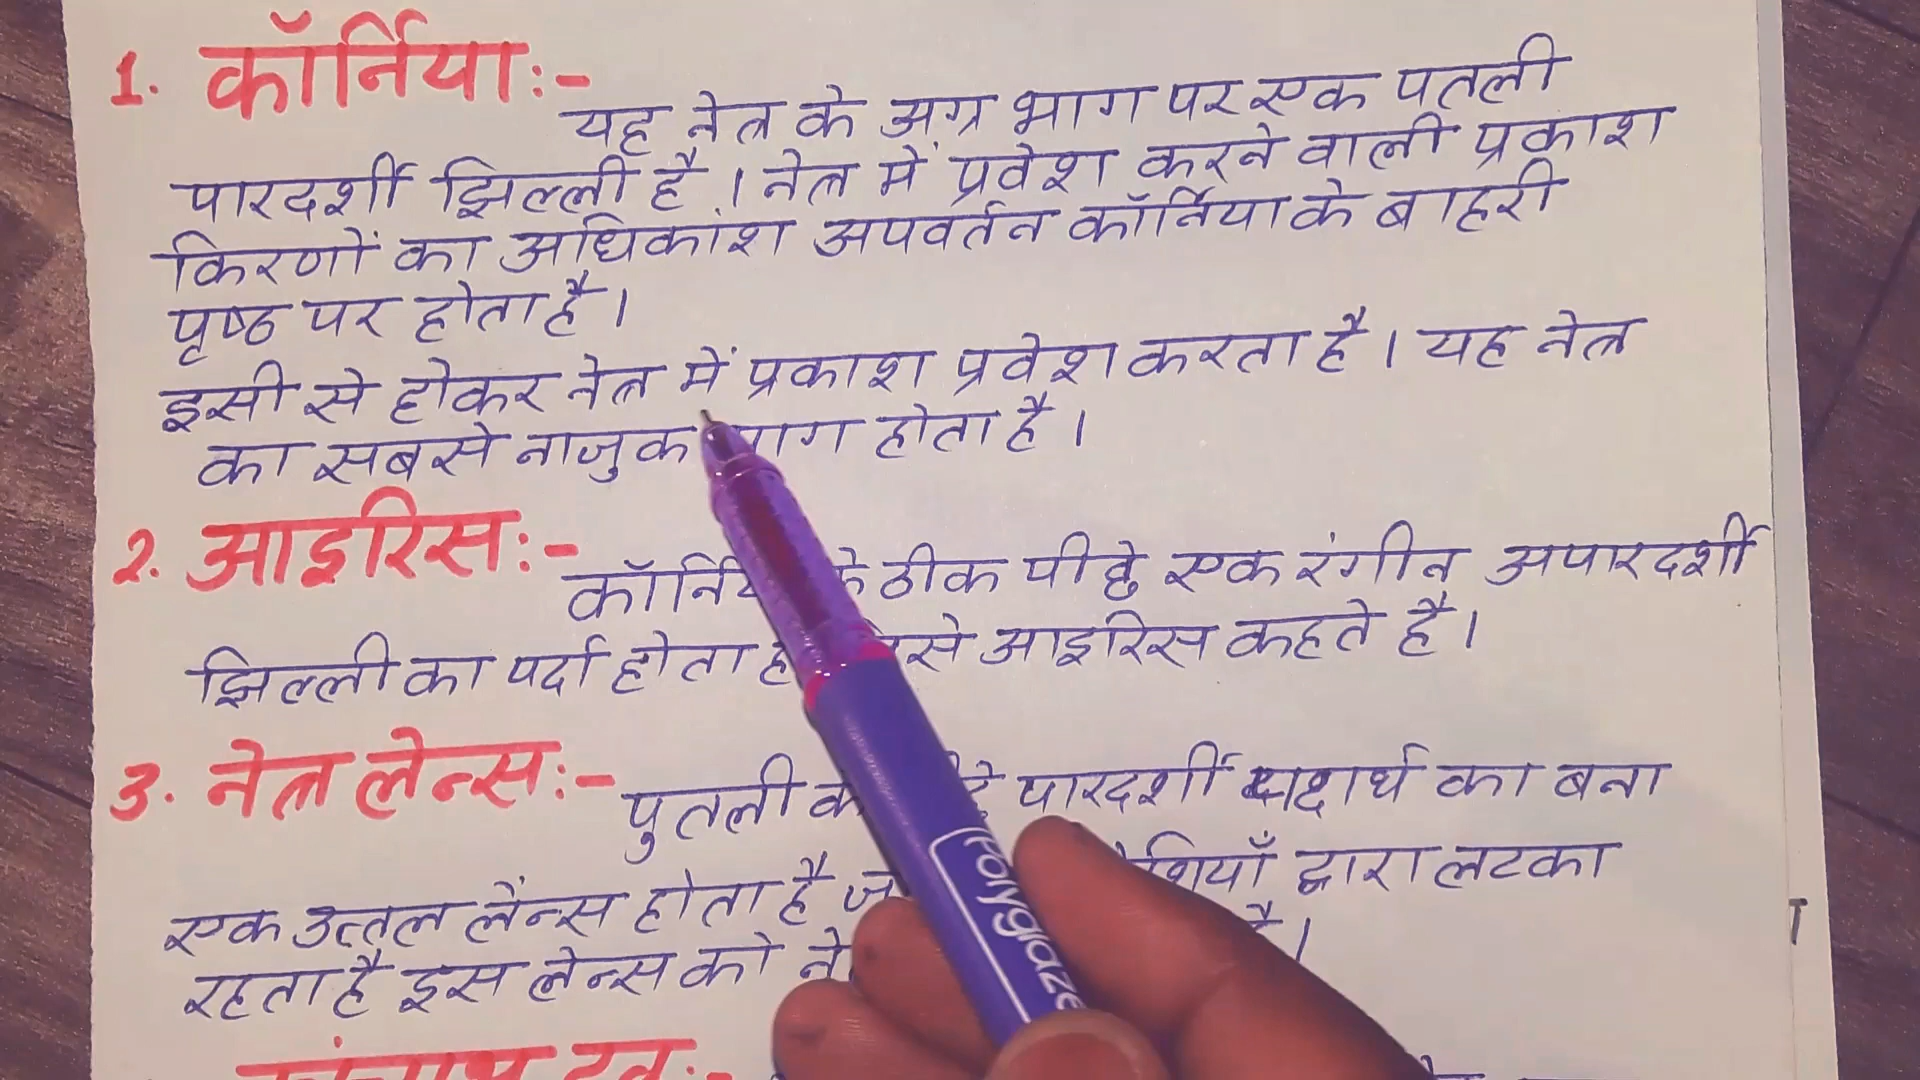 1. कॉर्निया:-
यह नेत्र के अग्र भाग पर एक पतली
पारदर्शी झिल्ली है। नेत्र में प्रवेश करने वाली प्रकाश
किरणों का अधिकांश अपवर्तन कॉर्निया के बाहरी
पृष्ठ पर होता है।
इसी से होकर नेत्र में प्रकाश प्रवेश करता है। यह नेत्र
का सबसे नाजुक भाग होता है।
2. आइरिस:-
कॉर्निया के ठीक पीछे एक रंगीन अपारदर्शी
झिल्ली का पर्दा होता है आइरिस कहते है।
3. नेत्र लेन्स:-
पुतली पारदर्शी पदार्थ का बना
एक उत्तल लैन्स होता है द्वारा लटका
रहता है इस लेन्स को है।
Polyglaze
T